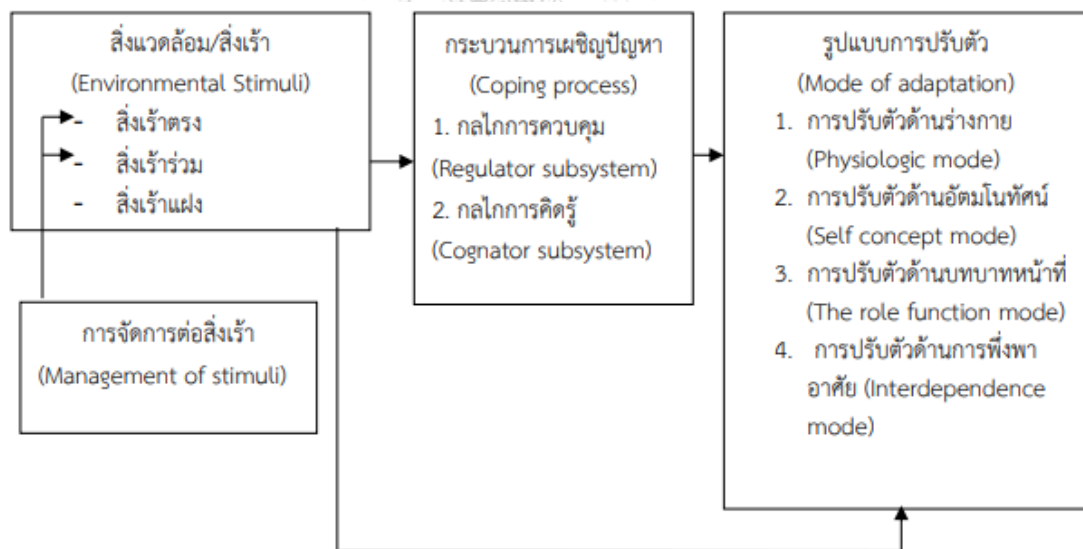 สิ่งแวดล้อม/สิ่งเร้า
(Environmental Stimuli)
- สิ่งเร้าตรง
- สิ่งเร้าร่วม
- สิ่งเร้าแฝง
การจัดการต่อสิ่งเร้า
(Management of stimuli)
กระบวนการเผชิญปัญหา
(Coping process)
1. กลไกการควบคุม
(Regulator subsystem)
2. กลไกการคิดรู้
(Cognator subsystem)
รูปแบบการปรับตัว
(Mode of adaptation)
1. การปรับตัวด้านร่างกาย
(Physiologic mode)
2. การปรับตัวด้านอัตมโนทัศน์
(Self concept mode)
3. การปรับตัวด้านบทบาทหน้าที่
(The role function mode)
4. การปรับตัวด้านการพึ่งพา
อาศัย (Interdependence
mode)